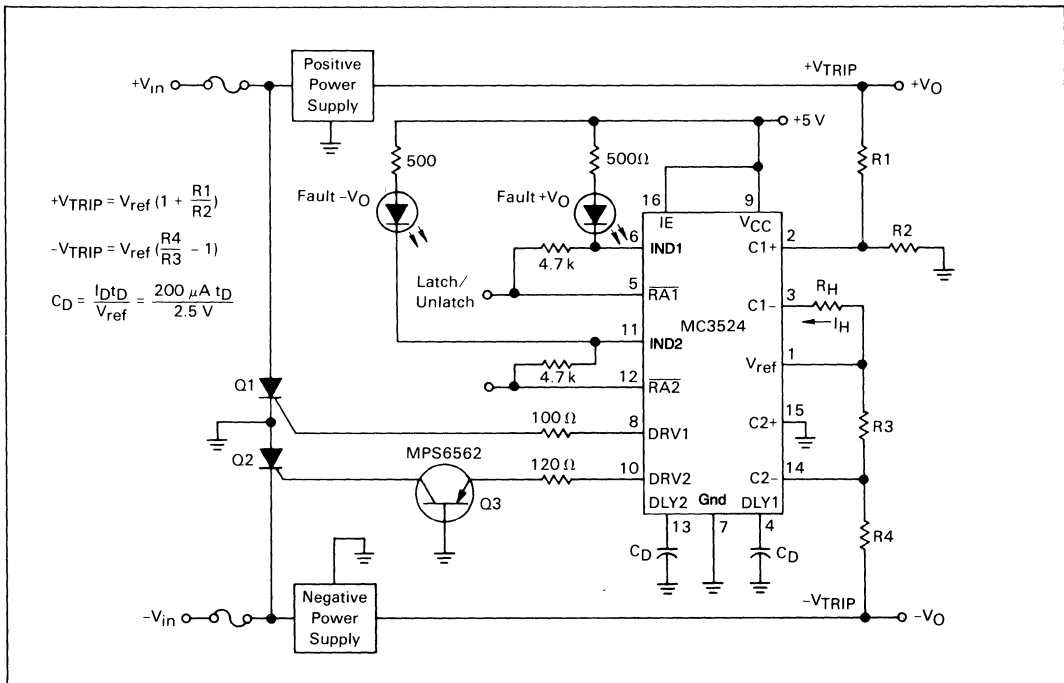 Positive
Power
Supply
+Vin
+VTRIP
+VO
+5 V
500
500Ω
R1
Fault –VO
Fault +VO
16
9
IE
VCC
+VTRIP = Vref (1 + R1/R2)
–VTRIP = Vref (R4/R3 – 1)
CD = IDtD/Vref = 200 μA tD/2.5 V
6
IND1
2
C1+
R2
4.7 k
Latch/
Unlatch
5
RA1
3
C1–
RH
IH
MC3524
11
IND2
1
Vref
4.7 k
12
RA2
15
C2+
R3
Q1
100 Ω
8
DRV1
Q2
MPS6562
120Ω
10
DRV2
14
C2–
Q3
DLY2
Gnd
DLY1
13
7
4
R4
CD
CD
Negative
Power
Supply
–Vin
–VTRIP
–VO